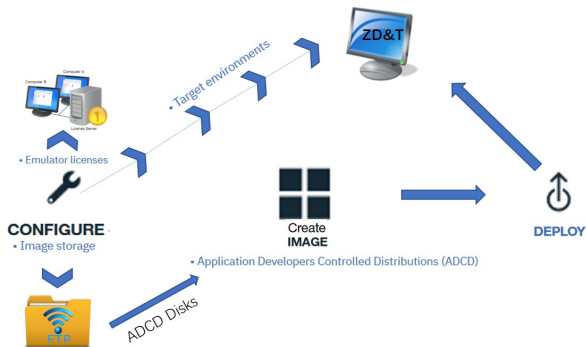 ZD&T
• Target environments
Computer A
Computer B
License Server
• Emulator licenses
CONFIGURE
• Image storage
Create
IMAGE
• Application Developers Controlled Distributions (ADCD)
DEPLOY
ADCD Disks
FTP